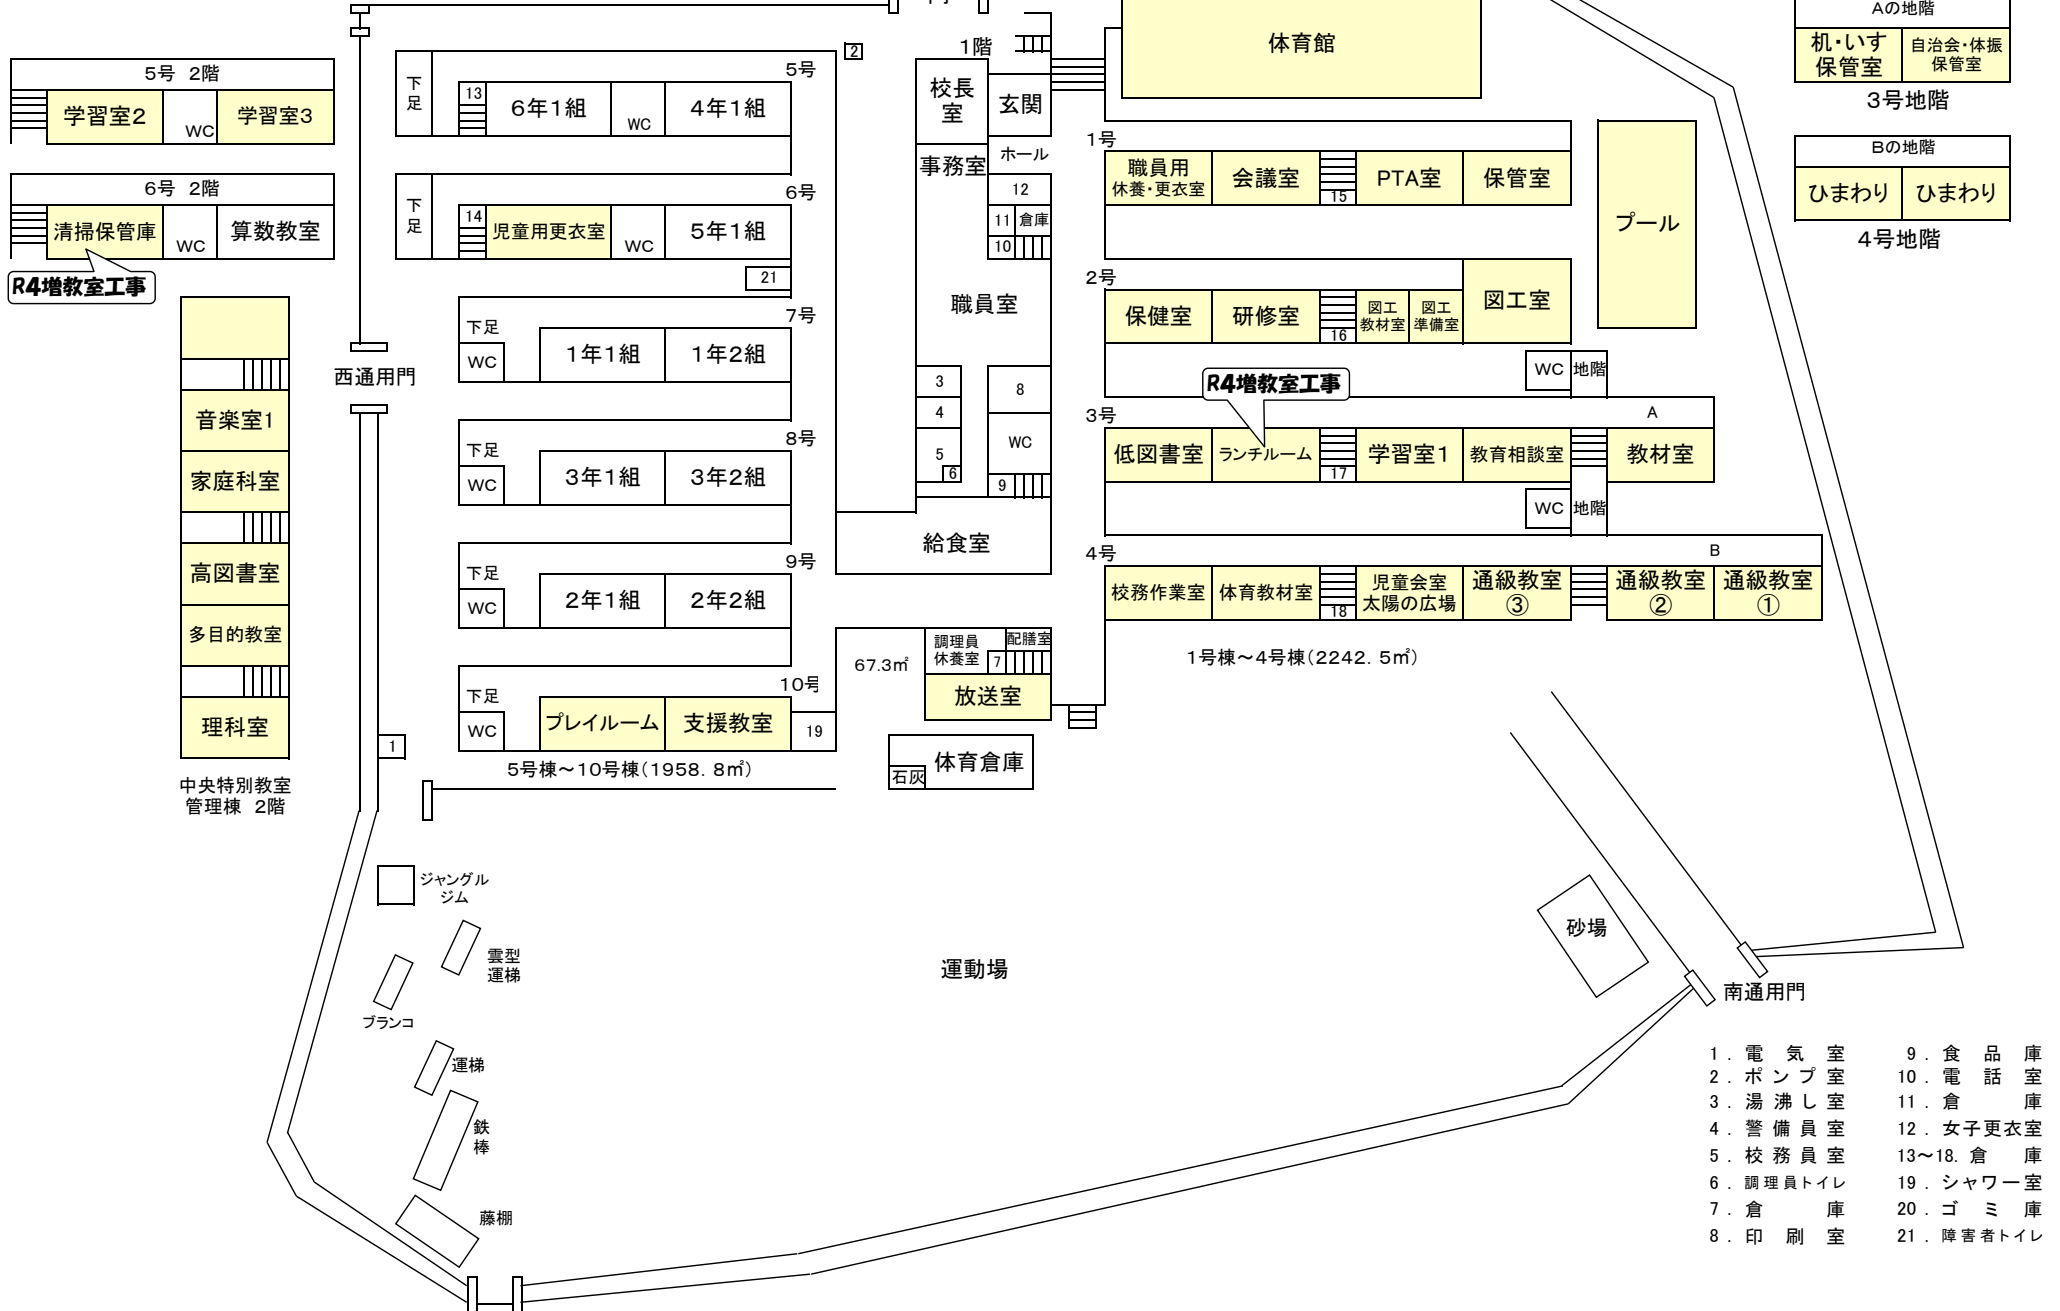 5号 2階
学習室2
WC
学習室3
6号 2階
清掃保管庫
WC
算数教室
R4増教室工事
音楽室1
家庭科室
高図書室
多目的教室
理科室
中央特別教室
管理棟 2階
西通用門
1
2
5号
下
足
13
6年1組
WC
4年1組
6号
下
足
14
児童用更衣室
WC
5年1組
21
7号
下足
WC
1年1組
1年2組
8号
下足
WC
3年1組
3年2組
9号
下足
WC
2年1組
2年2組
10号
下足
WC
プレイルーム
支援教室
19
5号棟～10号棟(1958.8㎡)
1階
校長
室
玄関
事務室
ホール
12
11
倉庫
10
職員室
3
4
5
6
8
WC
9
給食室
67.3㎡
調理員
休養室
配膳室
7
放送室
体育倉庫
石灰
体育館
1号
職員用
休養・更衣室
会議室
15
PTA室
保管室
プール
2号
保健室
研修室
16
図工
教材室
図工
準備室
図工室
WC
地階
R4増教室工事
3号
A
低図書室
ランチルーム
17
学習室1
教育相談室
教材室
WC
地階
4号
B
校務作業室
体育教材室
18
児童会室
太陽の広場
通級教室
③
通級教室
②
通級教室
①
1号棟～4号棟(2242.5㎡)
Aの地階
机・いす
保管室
自治会・体振
保管室
3号地階
Bの地階
ひまわり
ひまわり
4号地階
ジャングル
ジム
雲型
運梯
ブランコ
運梯
鉄
棒
藤棚
運動場
砂場
南通用門
1. 電気室
2. ポンプ室
3. 湯沸し室
4. 警備員室
5. 校務員室
6. 調理員トイレ
7. 倉庫
8. 印刷室
9. 食品庫
10. 電話室
11. 倉庫
12. 女子更衣室
13～18. 倉庫
19. シャワー室
20. ゴミ庫
21. 障害者トイレ